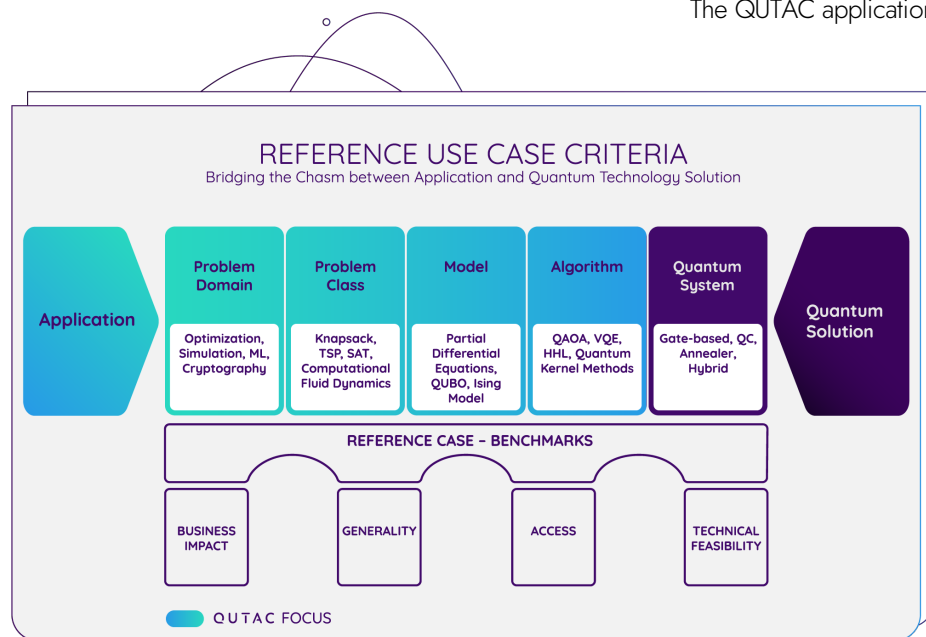 The QUTAC application
REFERENCE USE CASE CRITERIA
Bridging the Chasm between Application and Quantum Technology Solution
Application
Problem
Domain
Optimization,
Simulation, ML,
Cryptography
Problem
Class
Knapsack,
TSP, SAT,
Computational
Fluid Dynamics
Model
Partial
Differential
Equations,
QUBO, Ising
Model
Algorithm
QAOA, VQE,
HHL, Quantum
Kernel Methods
Quantum
System
Gate-based, QC,
Annealer,
Hybrid
Quantum
Solution
REFERENCE CASE – BENCHMARKS
BUSINESS
IMPACT
GENERALITY
ACCESS
TECHNICAL
FEASIBILITY
QUTAC FOCUS